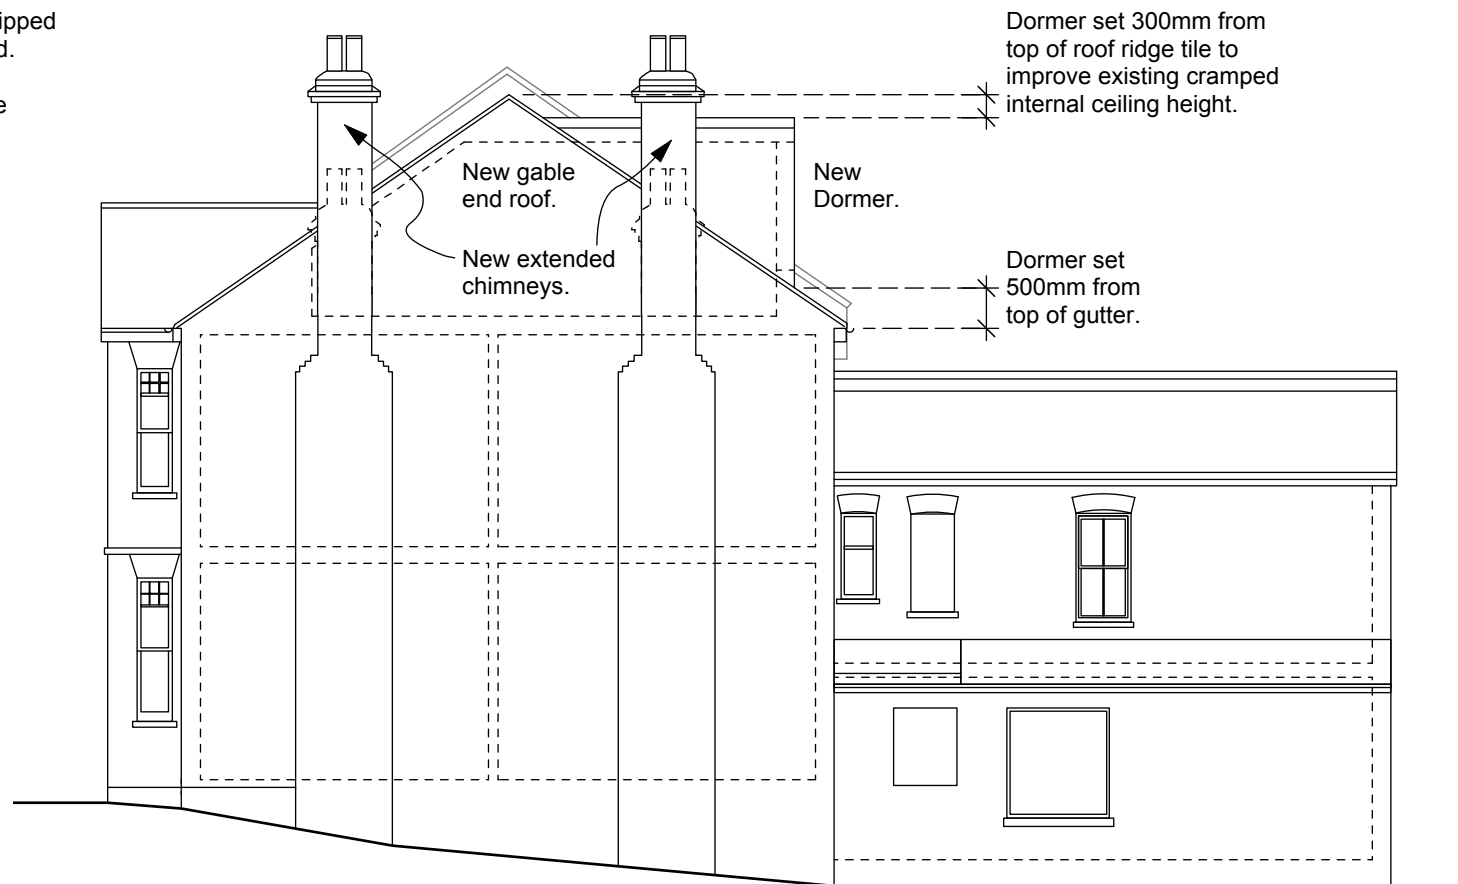 ipped
d.
e
Dormer set 300mm from
top of roof ridge tile to
improve existing cramped
internal ceiling height.
New gable
end roof.
New
Dormer.
New extended
chimneys.
Dormer set
500mm from
top of gutter.